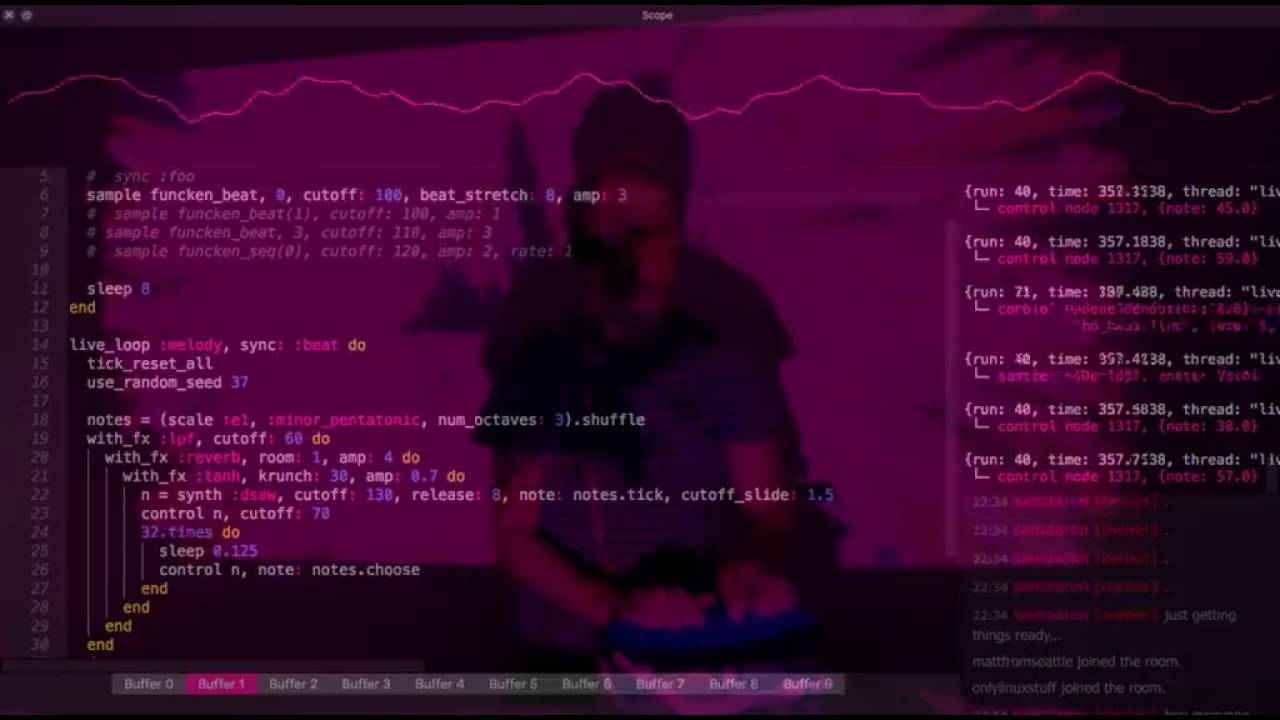 Scope
5 # sync :foo
6 sample funcken_beat, 0, cutoff: 100, beat_stretch: 8, amp: 3
7 # sample funcken_beat(1), cutoff: 100, amp: 1
8 # sample funcken_beat, 3, cutoff: 110, amp: 3
9 # sample funcken_seq(0), cutoff: 120, amp: 2, rate: 1
10
11 sleep 8
12 end
13
14 live_loop :melody, sync: :beat do
15 tick_reset_all
16 use_random_seed 37
17
18 notes = (scale :e1, :minor_pentatonic, num_octaves: 3).shuffle
19 with_fx :lpf, cutoff: 60 do
20 with_fx :reverb, room: 1, amp: 4 do
21 with_fx :tanh, krunch: 30, amp: 0.7 do
22 n = synth :dsaw, cutoff: 130, release: 8, note: notes.tick, cutoff_slide: 1.5
23 control n, cutoff: 70
24 32.times do
25 sleep 0.125
26 control n, note: notes.choose
27 end
28 end
29 end
30 end
{run: 40, time: thread: "liv
control node 1317, {note: 45.0}
{run: 40, time: 357.1838, thread: "liv
control node 1317, {note: 59.0}
{run: 71, time: thread: "liv
{run: 40, time: thread: "liv
{run: 40, time: thread: "liv
control node 1317, {note: 38.0}
{run: 40, time: thread: "liv
control node 1317, {note: 57.0}
22:34 samaaron [owner] .
22:34 samaaron [owner] .
22:34 samaaron [owner] .
22:34 samaaron [owner] .
22:34 samaaron [owner] just getting
things ready...
mattfromseattle joined the room.
onlylinuxstuff joined the room.
Buffer 0 Buffer 1 Buffer 2 Buffer 3 Buffer 4 Buffer 5 Buffer 6 Buffer 7 Buffer 8 Buffer 9